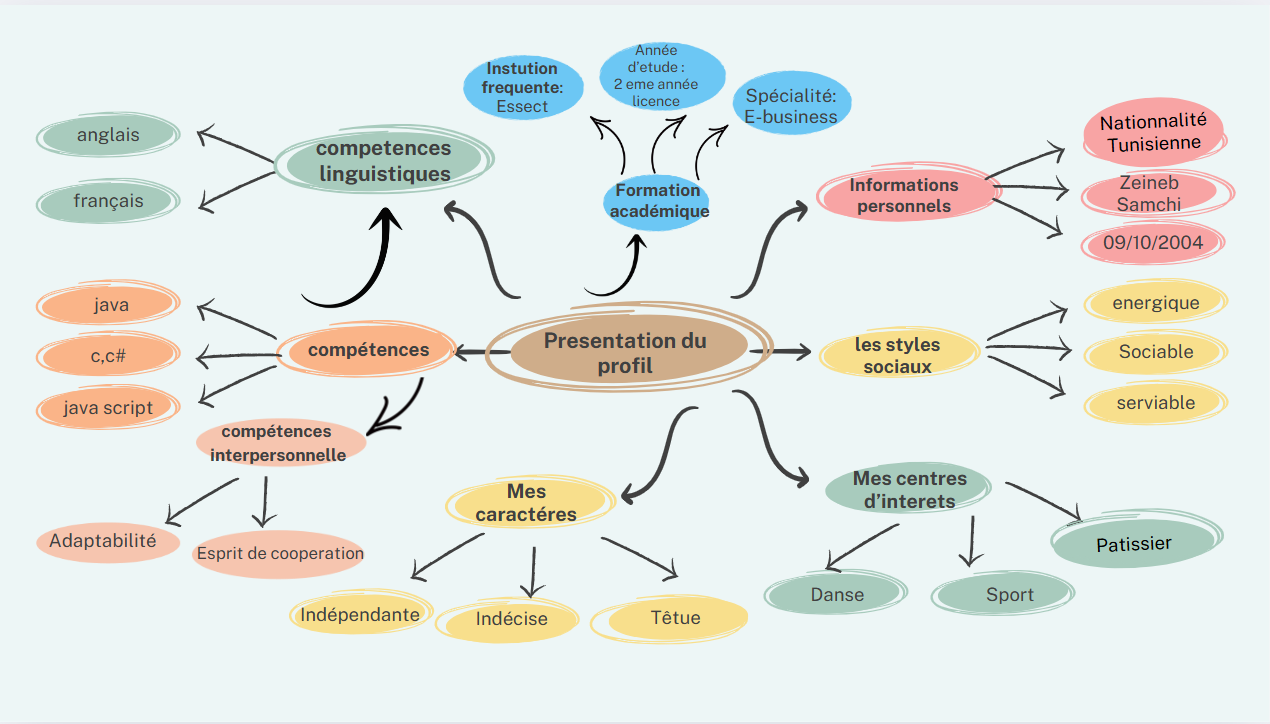 Instution
frequente:
Essect
Année
d'etude :
2 eme année
licence
Spécialité:
E-business
Formation
académique
competences
linguistiques
anglais
français
Informations
personnels
Nationnalité
Tunisienne
Zeineb
Samchi
09/10/2004
Presentation du
profil
compétences
java
c,c#
java script
compétences
interpersonnelle
Adaptabilité
Esprit de cooperation
les styles
sociaux
energique
Sociable
serviable
Mes
caractéres
Indépendante
Indécise
Têtue
Mes centres
d'interets
Danse
Sport
Patissier